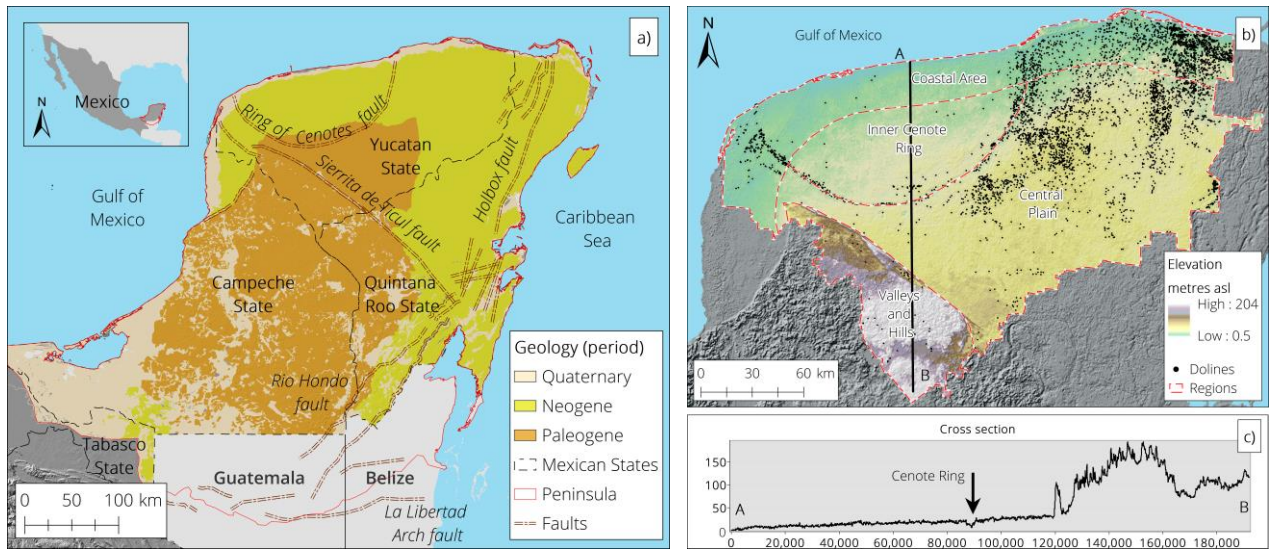 a)
N
Mexico
Ring of Cenotes fault
Yucatan
State
Sierrita de Ticul fault
Holbox fault
Gulf of
Mexico
Caribbean
Sea
Campeche
State
Quintana
Roo State
Rio Hondo
fault
Tabasco
State
Guatemala
Belize
La Libertad
Arch fault
0 50 100 km
Geology (period)
Quaternary
Neogene
Paleogene
Mexican States
Peninsula
Faults
b)
N
Gulf of Mexico
A
Coastal Area
Inner Cenote
Ring
Central
Plain
Valleys
and
Hills
B
0 30 60 km
Elevation
metres asl
High : 204
Low : 0.5
Dolines
Regions
Cross section
c)
150
100
50
0
Cenote Ring
A
B
0 20,000 40,000 60,000 80,000 100,000 120,000 140,000 160,000 180,000